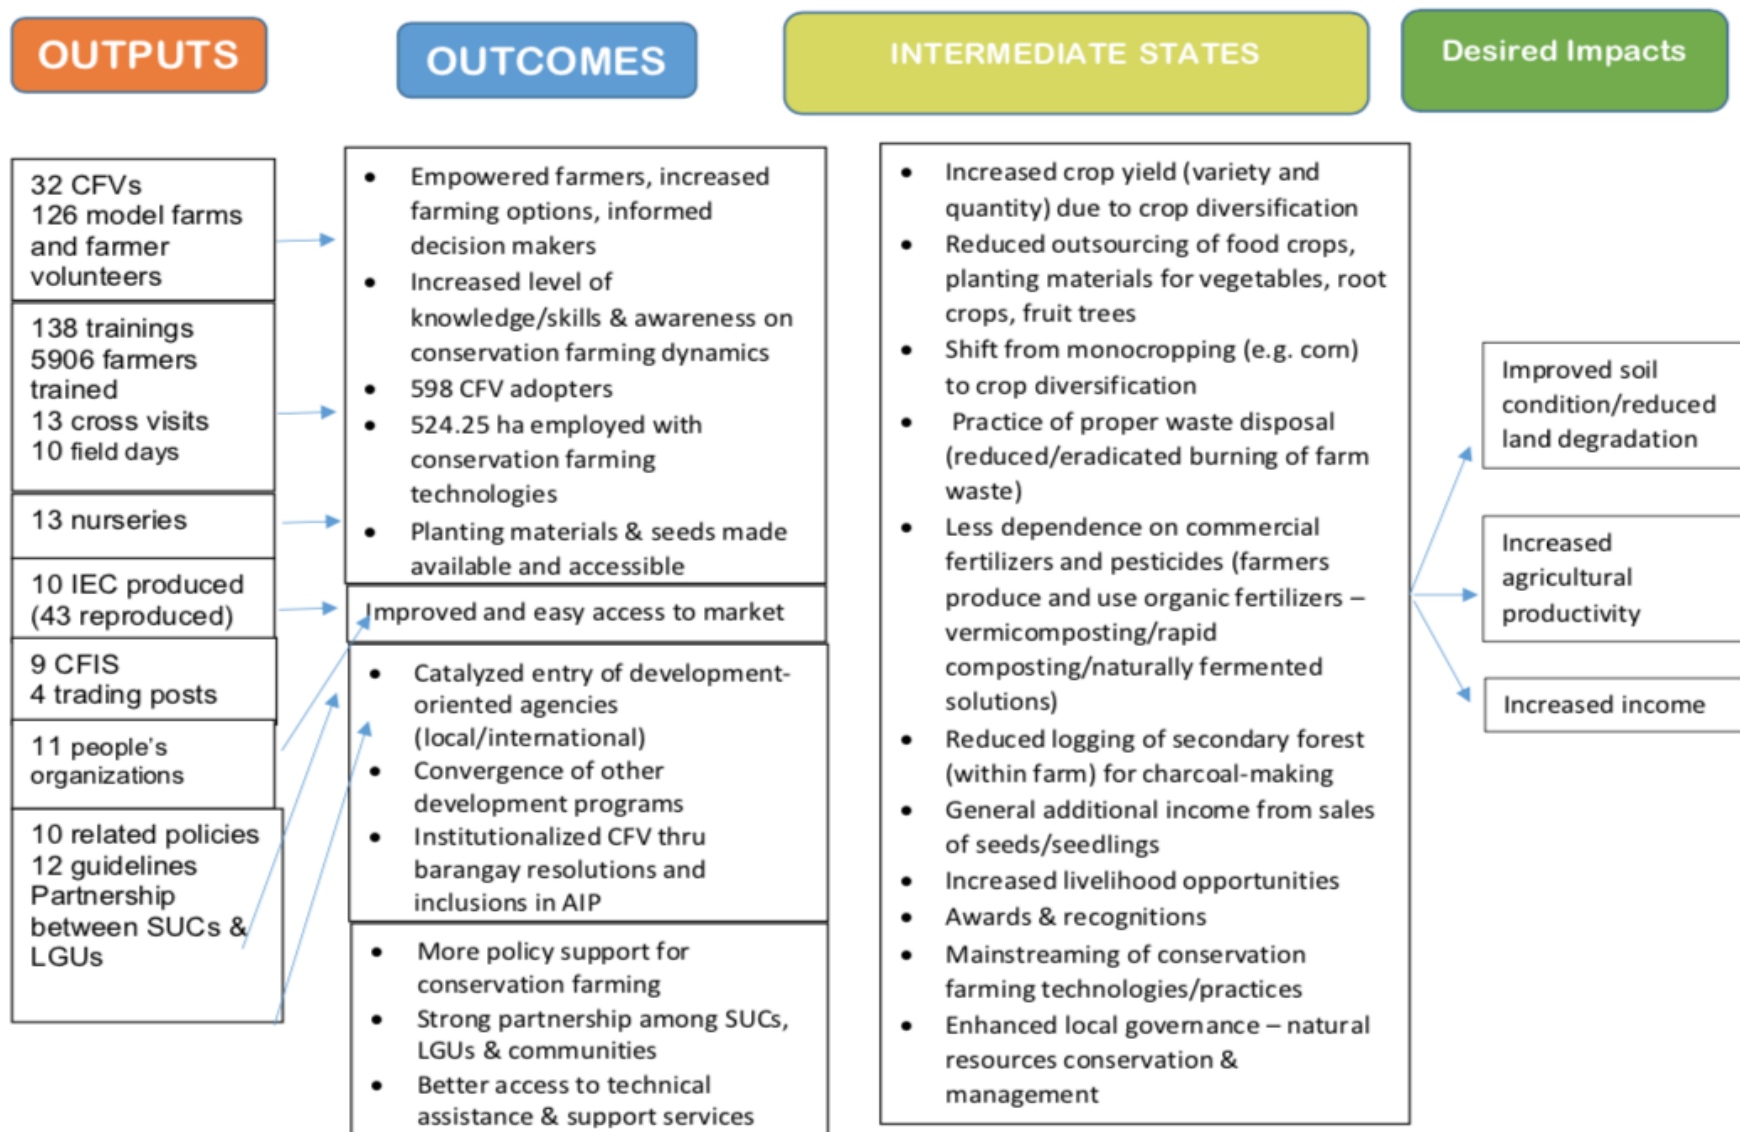 OUTPUTS
OUTCOMES
INTERMEDIATE STATES
Desired Impacts
32 CFVs
126 model farms
and farmer
volunteers
138 trainings
5906 farmers
trained
13 cross visits
10 field days
13 nurseries
10 IEC produced
(43 reproduced)
9 CFIS
4 trading posts
11 people's
organizations
10 related policies
12 guidelines
Partnership
between SUCs &
LGUs
• Empowered farmers, increased
farming options, informed
decision makers
• Increased level of
knowledge/skills & awareness on
conservation farming dynamics
• 598 CFV adopters
• 524.25 ha employed with
conservation farming
technologies
• Planting materials & seeds made
available and accessible
Improved and easy access to market
• Catalyzed entry of development-
oriented agencies
(local/international)
• Convergence of other
development programs
• Institutionalized CFV thru
barangay resolutions and
inclusions in AIP
• More policy support for
conservation farming
• Strong partnership among SUCs,
LGUs & communities
• Better access to technical
assistance & support services
• Increased crop yield (variety and
quantity) due to crop diversification
• Reduced outsourcing of food crops,
planting materials for vegetables, root
crops, fruit trees
• Shift from monocropping (e.g. corn)
to crop diversification
• Practice of proper waste disposal
(reduced/eradicated burning of farm
waste)
• Less dependence on commercial
fertilizers and pesticides (farmers
produce and use organic fertilizers –
vermicomposting/rapid
composting/naturally fermented
solutions)
• Reduced logging of secondary forest
(within farm) for charcoal-making
• General additional income from sales
of seeds/seedlings
• Increased livelihood opportunities
• Awards & recognitions
• Mainstreaming of conservation
farming technologies/practices
• Enhanced local governance – natural
resources conservation &
management
Improved soil
condition/reduced
land degradation
Increased
agricultural
productivity
Increased income